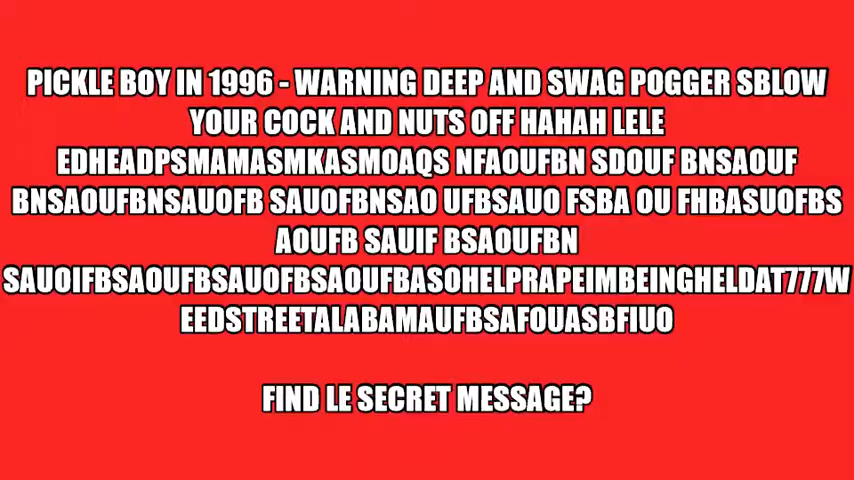 PICKLE BOY IN 1996 - WARNING DEEP AND SWAG POGGER SBLOW
YOUR COCK AND NUTS OFF HAHAH LELE
EDHEADPSMAMASMKASMOAQS NFAOUFBN SDOUF BNSAOUF
BNSAOUFBNSAUOFB SAUOFBNSAO UFBSAUO FSBA OU FHBASUOFBS
AOUFB SAUIF BSAOUFBN
SAUOIFBSAOUFBSAUOFBSAOUFBASOHELPRAPEIMBEINGHELDAT777W
EEDSTREETALABAMAUFBSAFOUASBFIUO
FIND LE SECRET MESSAGE?